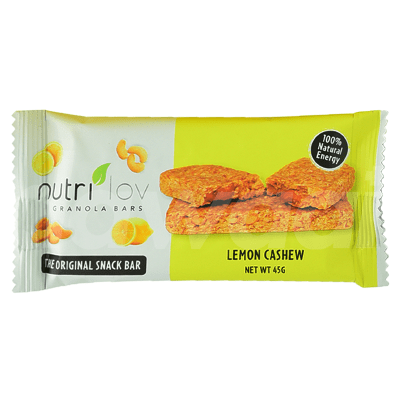 nutri lov
GRANOLA BARS
THE ORIGINAL SNACK BAR
100%
Natural
Energy
LEMON CASHEW
NET WT 45G